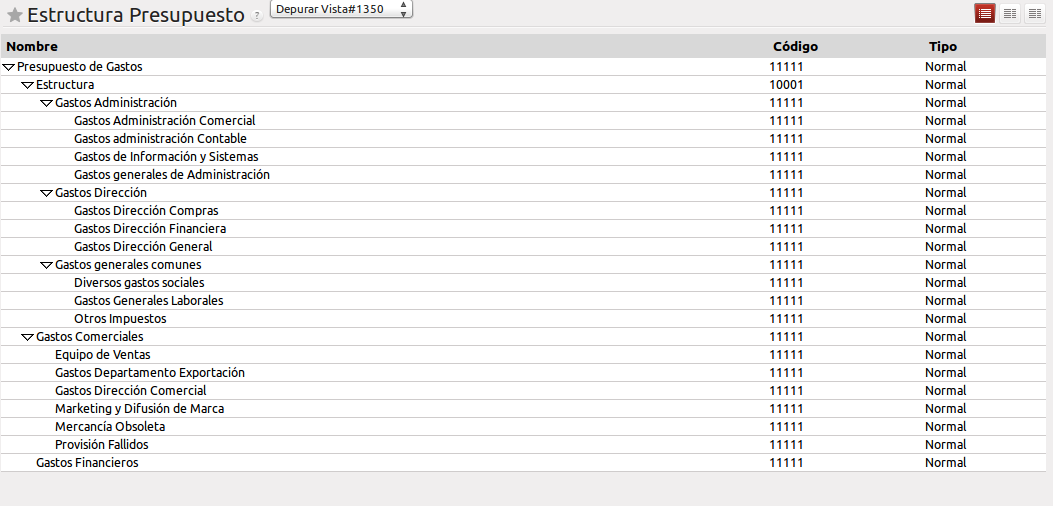 Estructura Presupuesto ? Depurar Vista#1350
Nombre Código Tipo
Presupuesto de Gastos 11111 Normal
Estructura 10001 Normal
Gastos Administración 11111 Normal
Gastos Administración Comercial 11111 Normal
Gastos administración Contable 11111 Normal
Gastos de Información y Sistemas 11111 Normal
Gastos generales de Administración 11111 Normal
Gastos Dirección 11111 Normal
Gastos Dirección Compras 11111 Normal
Gastos Dirección Financiera 11111 Normal
Gastos Dirección General 11111 Normal
Gastos generales comunes 11111 Normal
Diversos gastos sociales 11111 Normal
Gastos Generales Laborales 11111 Normal
Otros Impuestos 11111 Normal
Gastos Comerciales 11111 Normal
Equipo de Ventas 11111 Normal
Gastos Departamento Exportación 11111 Normal
Gastos Dirección Comercial 11111 Normal
Marketing y Difusión de Marca 11111 Normal
Mercancía Obsoleta 11111 Normal
Provisión Fallidos 11111 Normal
Gastos Financieros 11111 Normal